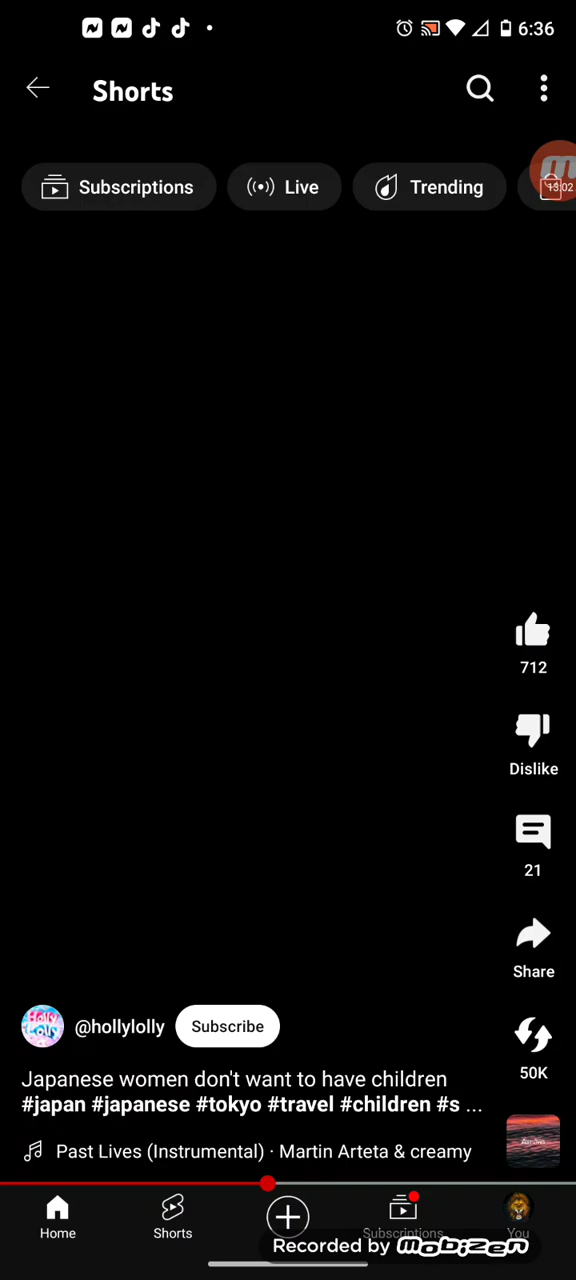 6:36
Shorts
13:02
Subscriptions
Live
Trending
712
Dislike
21
Share
50K
@hollylolly
Subscribe
Japanese women don't want to have children
#japan #japanese #tokyo #travel #children #s ...
Past Lives (Instrumental) · Martin Arteta & creamy
Home
Shorts
Subscriptions
You
Recorded by mobizen